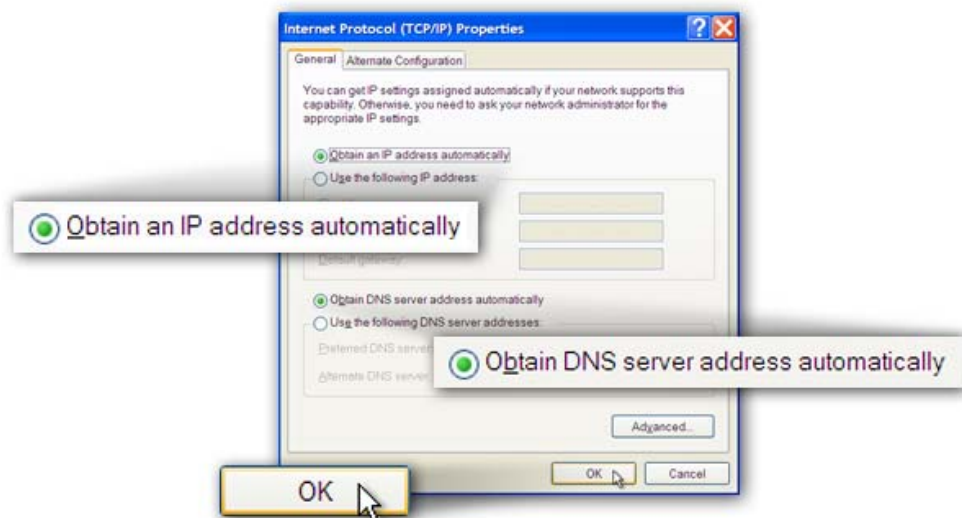 Internet Protocol (TCP/IP) Properties
General
Alternate Configuration
You can get IP settings assigned automatically if your network supports this
capability. Otherwise, you need to ask your network administrator for the
appropriate IP settings.
Obtain an IP address automatically
Use the following IP address:
Obtain an IP address automatically
Default gateway:
Obtain DNS server address automatically
Use the following DNS server addresses:
Preferred DNS server
Obtain DNS server address automatically
Alternate DNS server
Advanced...
OK
Cancel
OK